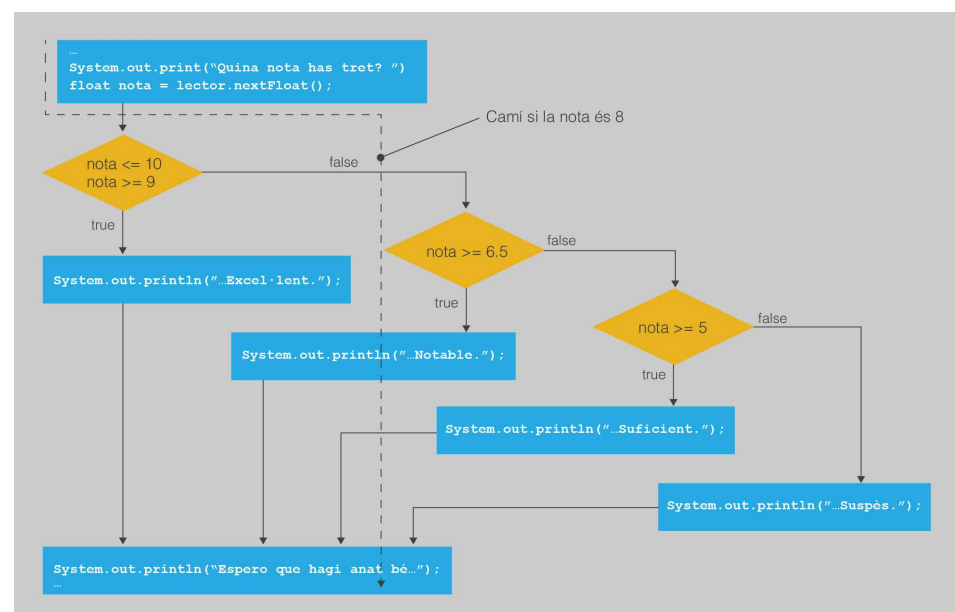 …
System.out.print(“Quina nota has tret? ”)
float nota = lector.nextFloat();
Camí si la nota és 8
nota <= 10
nota >= 9
false
true
nota >= 6.5
false
System.out.println(”…Excel·lent.”);
true
nota >= 5
false
System.out.println(”…Notable.”);
true
System.out.println(”…Suficient.”);
System.out.println(”…Suspès.”);
System.out.println(“Espero que hagi anat bé…”);
…